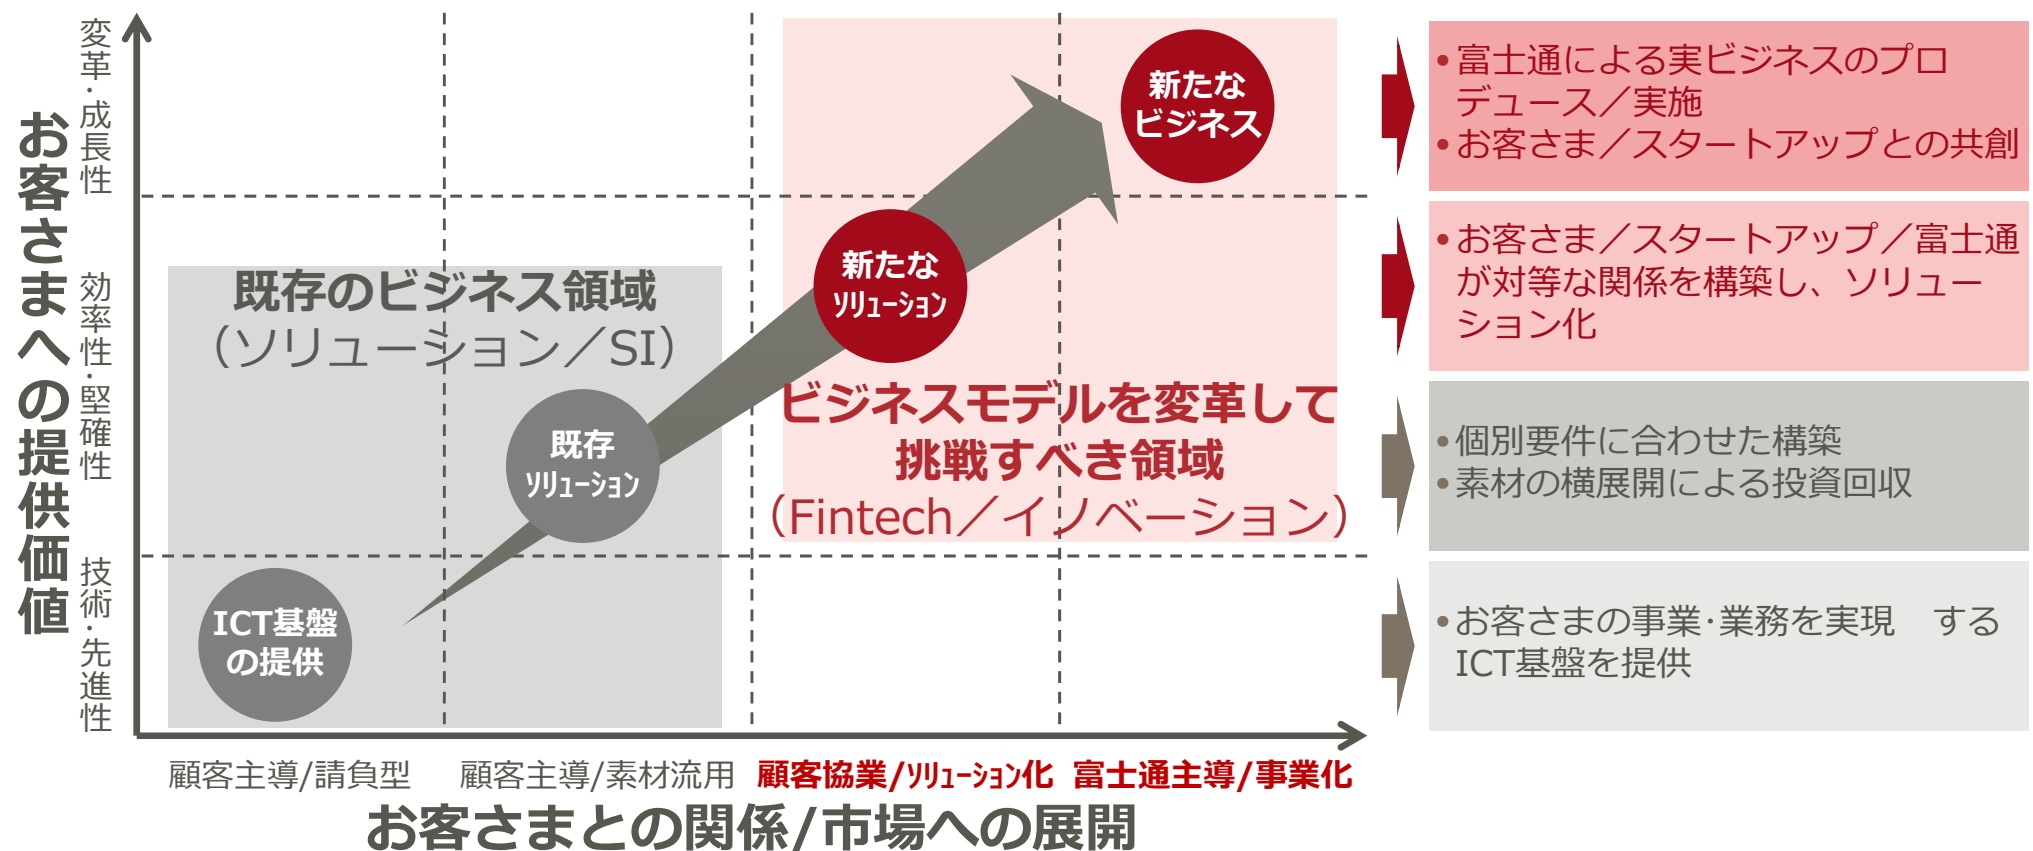 お客さまへの提供価値
変革・成長性
効率性・堅確性
技術・先進性
既存のビジネス領域
（ソリューション／SI）
ICT基盤
の提供
既存
ｿﾘｭｰｼｮﾝ
新たな
ｿﾘｭｰｼｮﾝ
新たな
ビジネス
ビジネスモデルを変革して
挑戦すべき領域
（Fintech／イノベーション）
顧客主導/請負型
顧客主導/素材流用
顧客協業/ｿﾘｭｰｼｮﾝ化
富士通主導/事業化
お客さまとの関係/市場への展開
•富士通による実ビジネスのプロ
デュース／実施
•お客さま／スタートアップとの共創
•お客さま／スタートアップ／富士通
が対等な関係を構築し、ソリュー
ション化
•個別要件に合わせた構築
•素材の横展開による投資回収
•お客さまの事業･業務を実現　する
ICT基盤を提供